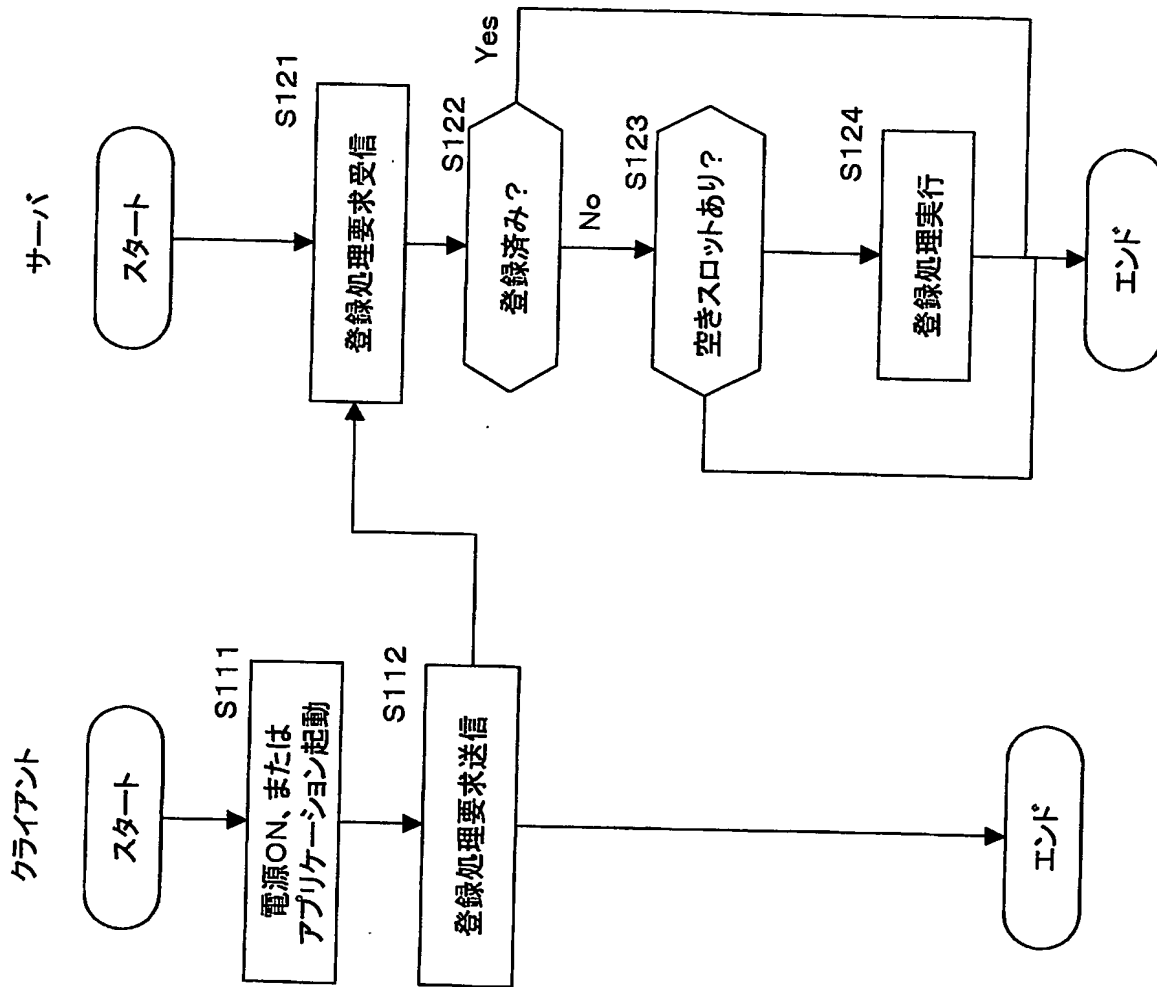 クライアント
スタート
S111
電源ON、または
アプリケーション起動
S112
登録処理要求送信
エンド
サーバ
スタート
S121
登録処理要求受信
S122
登録済み？
Yes
No
S123
空きスロットあり？
S124
登録処理実行
エンド